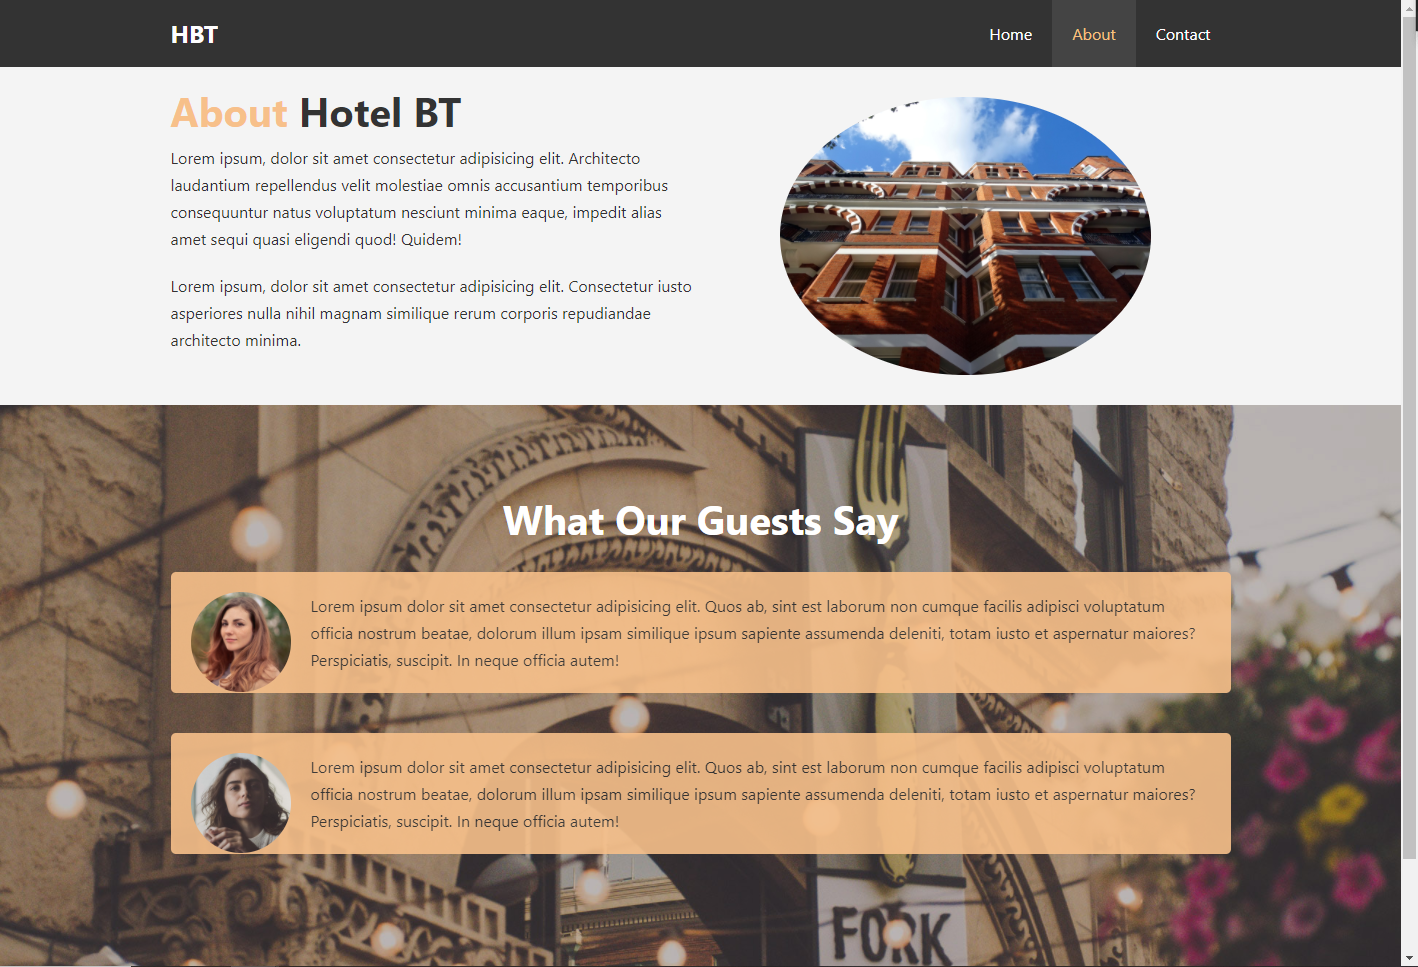 HBT
Home
About
Contact
About Hotel BT
Lorem ipsum, dolor sit amet consectetur adipisicing elit. Architecto
laudantium repellendus velit molestiae omnis accusantium temporibus
consequuntur natus voluptatum nesciunt minima eaque, impedit alias
amet sequi quasi eligendi quod! Quidem!
Lorem ipsum, dolor sit amet consectetur adipisicing elit. Consectetur iusto
asperiores nulla nihil magnam similique rerum corporis repudiandae
architecto minima.
What Our Guests Say
Lorem ipsum dolor sit amet consectetur adipisicing elit. Quos ab, sint est laborum non cumque facilis adipisci voluptatum
officia nostrum beatae, dolorum illum ipsam similique ipsum sapiente assumenda deleniti, totam iusto et aspernatur maiores?
Perspiciatis, suscipit. In neque officia autem!
Lorem ipsum dolor sit amet consectetur adipisicing elit. Quos ab, sint est laborum non cumque facilis adipisci voluptatum
officia nostrum beatae, dolorum illum ipsam similique ipsum sapiente assumenda deleniti, totam iusto et aspernatur maiores?
Perspiciatis, suscipit. In neque officia autem!
FORK